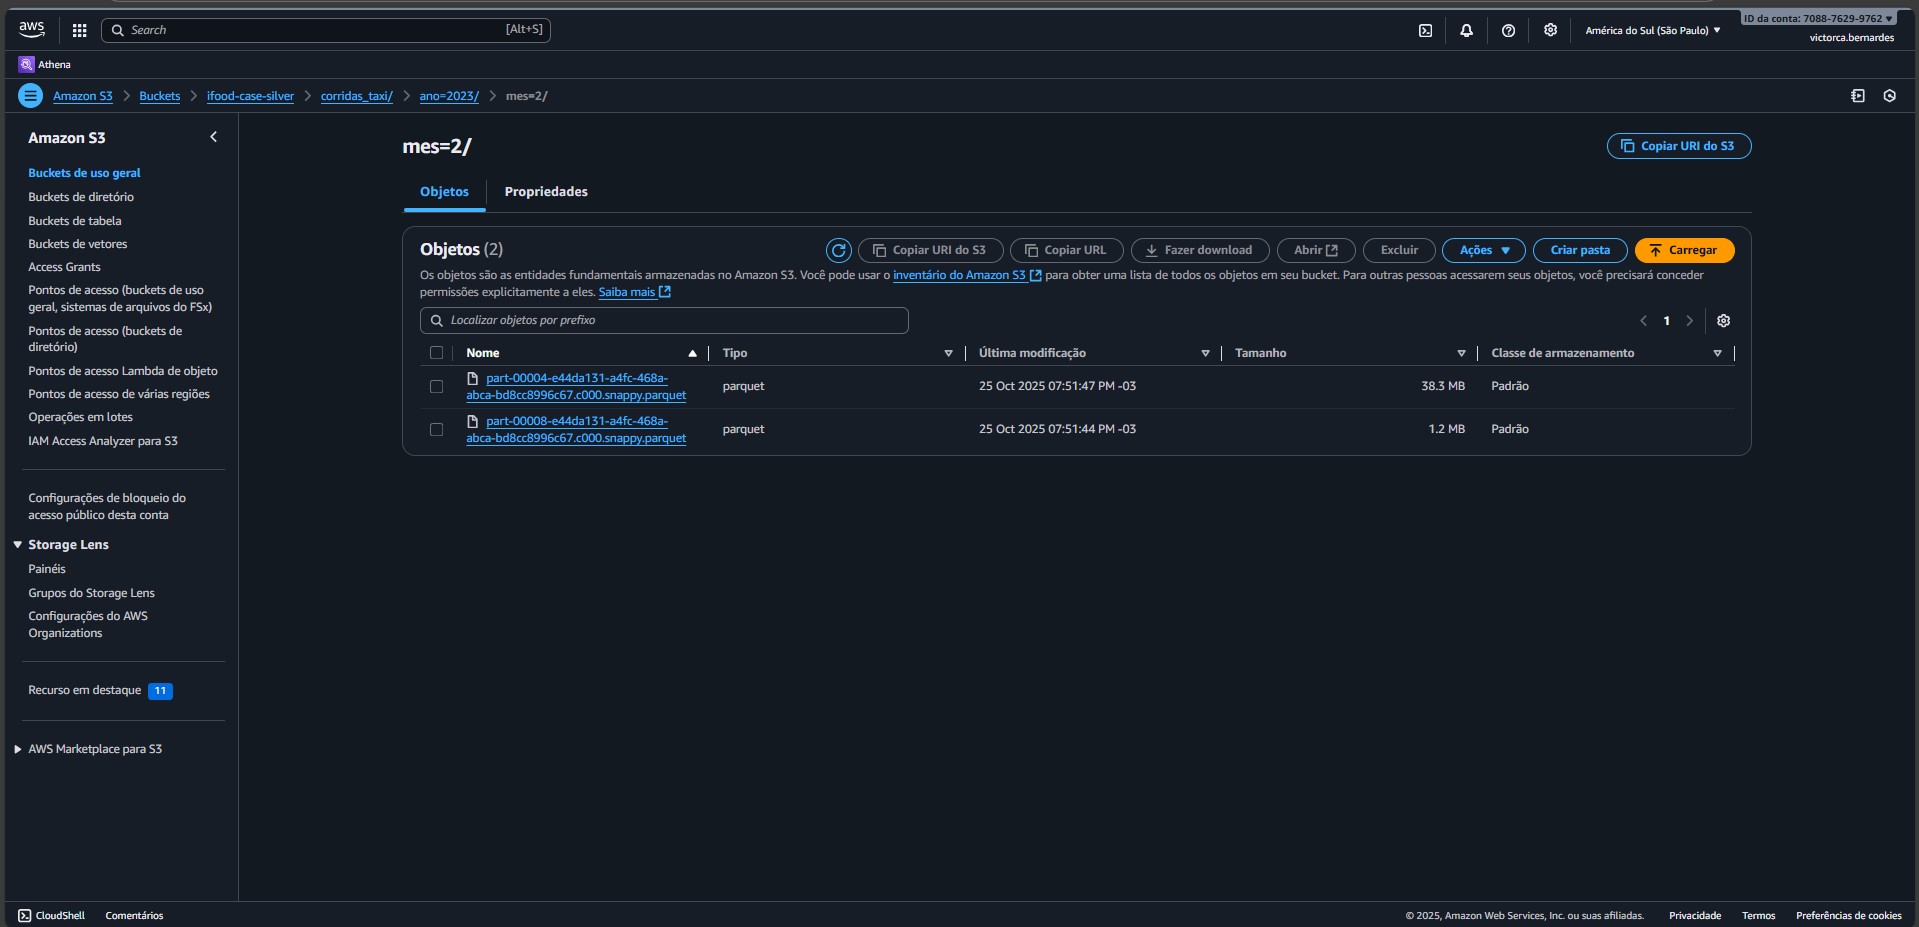 aws
Search
[Alt+S]
América do Sul (São Paulo)
ID da conta: 7088-7629-9762
victorca.bernardes
Athena
Amazon S3
Buckets
ifood-case-silver
corridas_taxi/
ano=2023/
mes=2/
Amazon S3
Buckets de uso geral
Buckets de diretório
Buckets de tabela
Buckets de vetores
Access Grants
Pontos de acesso (buckets de uso
geral, sistemas de arquivos do FSx)
Pontos de acesso (buckets de
diretório)
Pontos de acesso Lambda de objeto
Pontos de acesso de várias regiões
Operações em lotes
IAM Access Analyzer para S3
Configurações de bloqueio do
acesso público desta conta
Storage Lens
Painéis
Grupos do Storage Lens
Configurações do AWS
Organizations
Recurso em destaque 11
AWS Marketplace para S3
mes=2/
Copiar URI do S3
Objetos
Propriedades
Objetos (2)
Copiar URI do S3
Copiar URL
Fazer download
Abrir
Excluir
Ações
Criar pasta
Carregar
Os objetos são as entidades fundamentais armazenadas no Amazon S3. Você pode usar o inventário do Amazon S3 para obter uma lista de todos os objetos em seu bucket. Para outras pessoas acessarem seus objetos, você precisará conceder
permissões explicitamente a eles. Saiba mais
Localizar objetos por prefixo
1
Nome
Tipo
Última modificação
Tamanho
Classe de armazenamento
part-00004-e44da131-a4fc-468a-
abca-bd8cc8996c67.c000.snappy.parquet
parquet
25 Oct 2025 07:51:47 PM -03
38.3 MB
Padrão
part-00008-e44da131-a4fc-468a-
abca-bd8cc8996c67.c000.snappy.parquet
parquet
25 Oct 2025 07:51:44 PM -03
1.2 MB
Padrão
CloudShell
Comentários
© 2025, Amazon Web Services, Inc. ou suas afiliadas.
Privacidade
Termos
Preferências de cookies